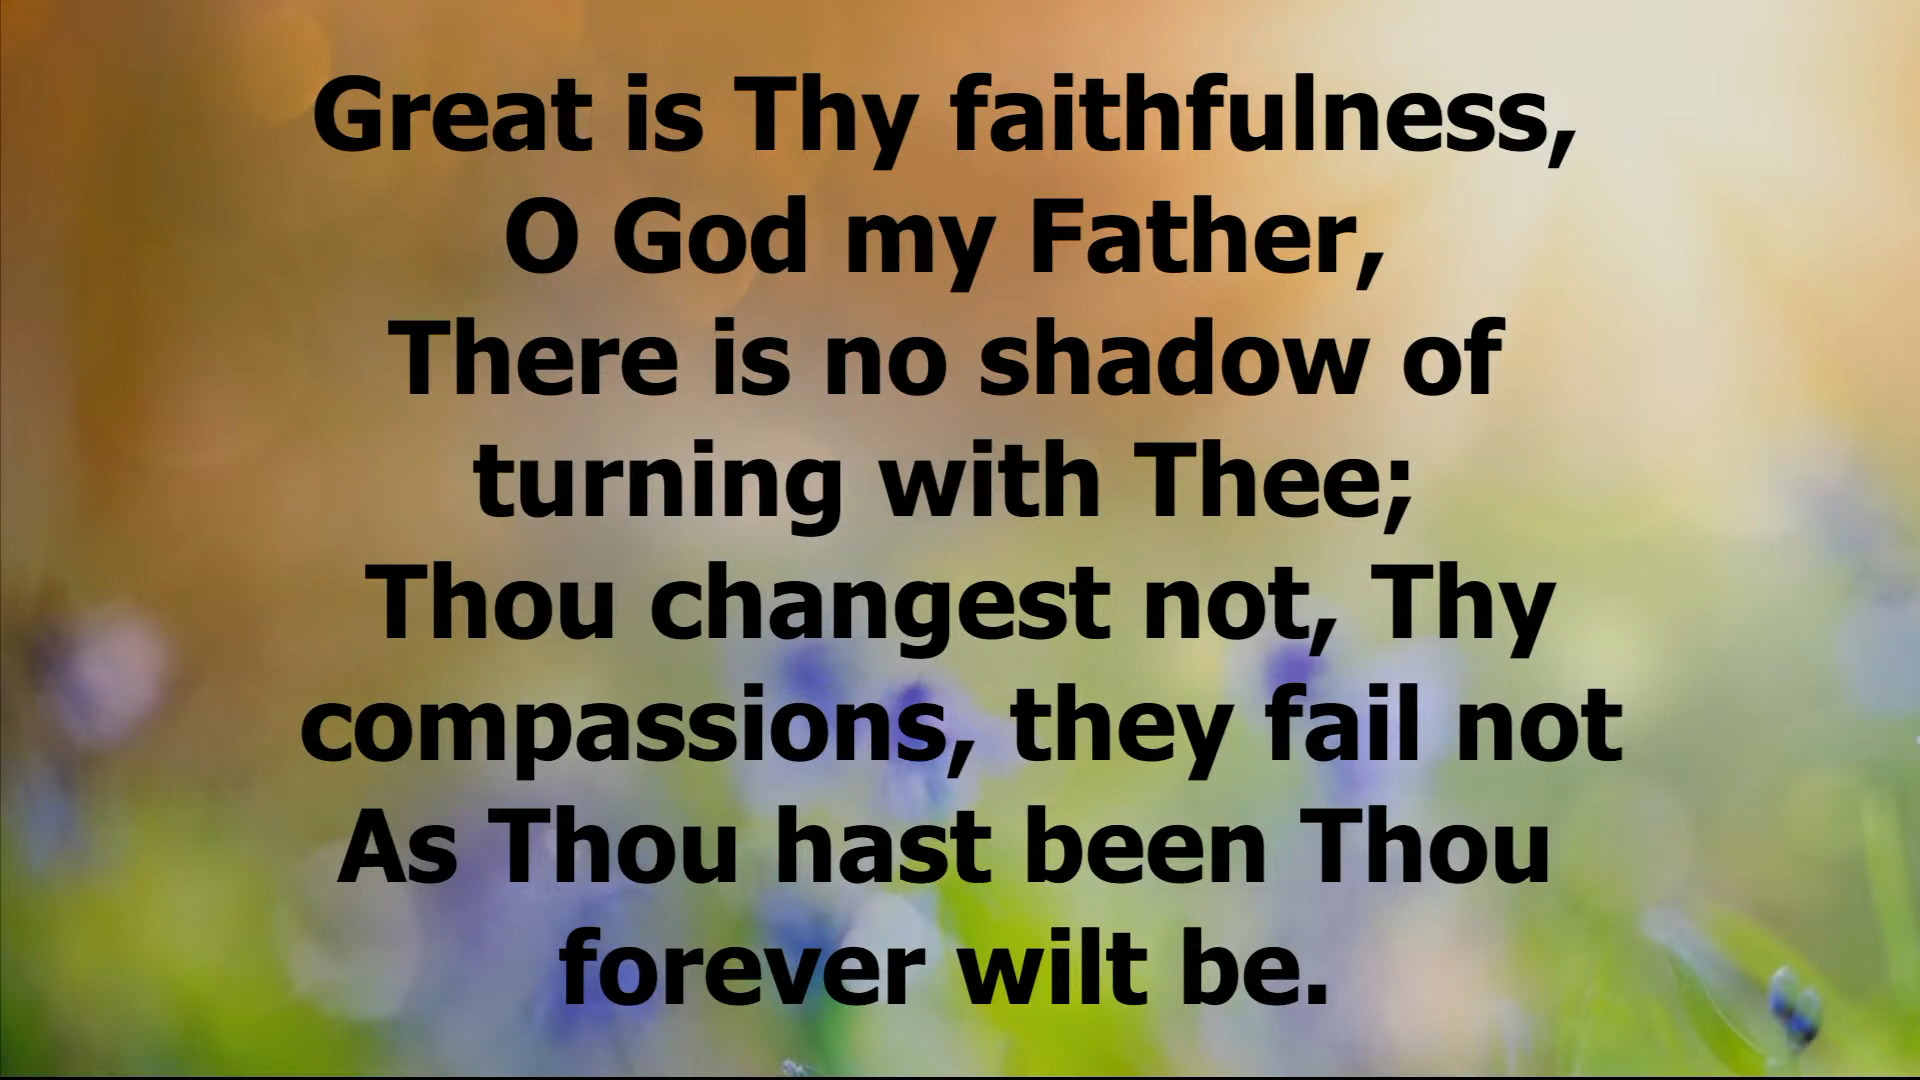 Great is Thy faithfulness,
O God my Father,
There is no shadow of
turning with Thee;
Thou changest not, Thy
compassions, they fail not
As Thou hast been Thou
forever wilt be.